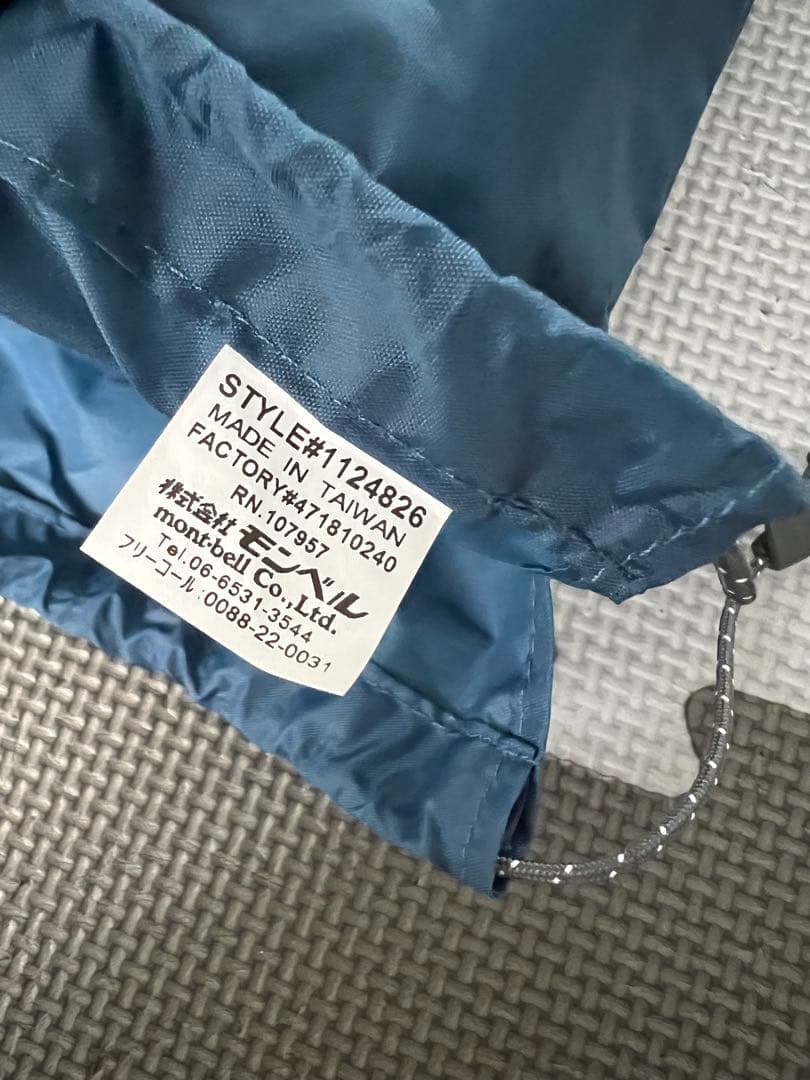 STYLE#1124826
MADE IN TAIWAN
FACTORY#471810240
RN.107957
株式会社 モンベル
mont-bell Co.,Ltd.
Tel.06-6531-3544
フリーコール:0088-22-0031